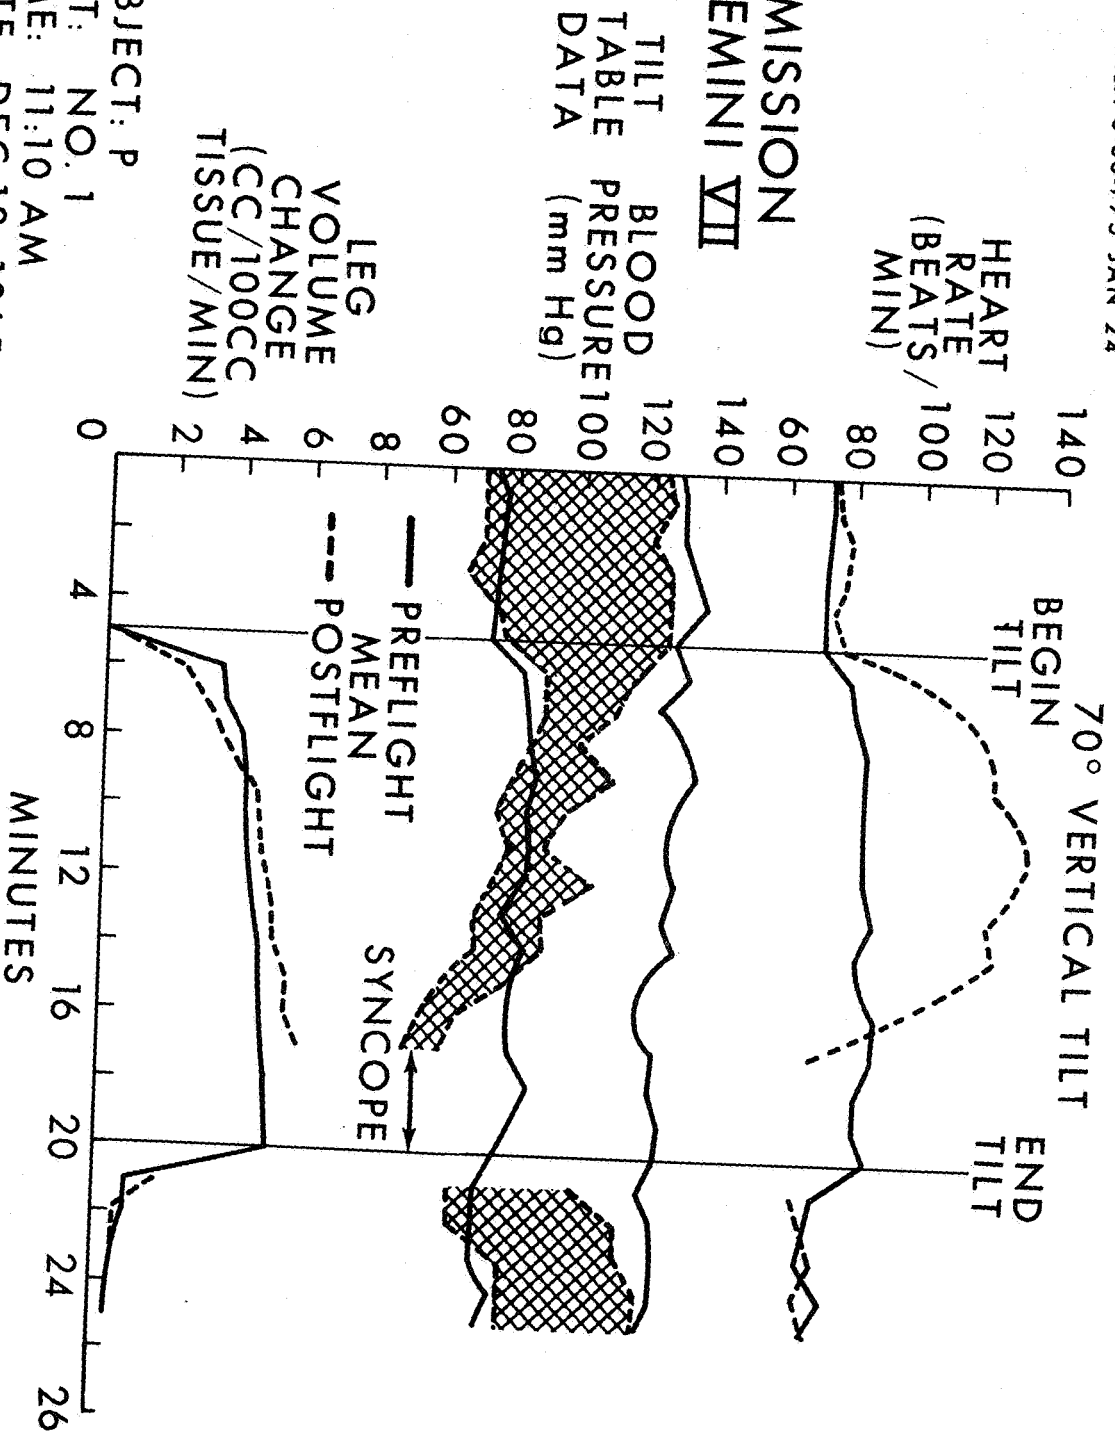 MISSION
GEMINI VII
TILT
TABLE
DATA
70° VERTICAL TILT
BEGIN
TILT
END
TILT
HEART
RATE
(BEATS/
MIN)
140
120
100
80
60
BLOOD
PRESSURE
(mm Hg)
140
120
100
80
60
SYNCOPE
PREFLIGHT
MEAN
POSTFLIGHT
LEG
VOLUME
CHANGE
(CC/100CC
TISSUE/MIN)
8
6
4
2
0
4
8
12
16
20
24
26
MINUTES
SUBJECT: P
NO. 1
11:10 AM